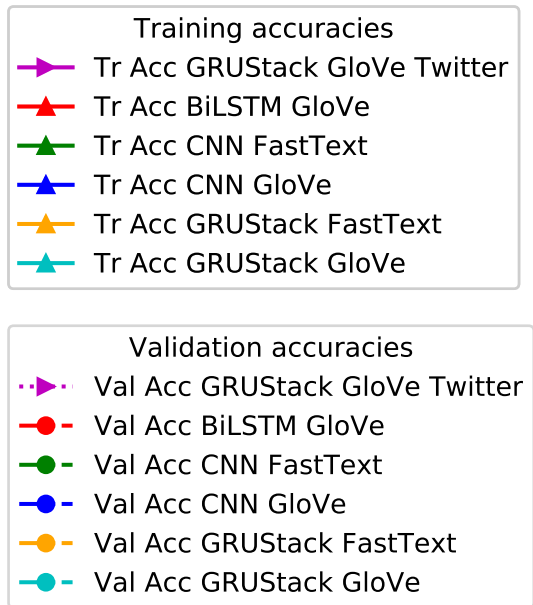 Training accuracies
Tr Acc GRUStack GloVe Twitter
Tr Acc BiLSTM GloVe
Tr Acc CNN FastText
Tr Acc CNN GloVe
Tr Acc GRUStack FastText
Tr Acc GRUStack GloVe
Validation accuracies
Val Acc GRUStack GloVe Twitter
Val Acc BiLSTM GloVe
Val Acc CNN FastText
Val Acc CNN GloVe
Val Acc GRUStack FastText
Val Acc GRUStack GloVe